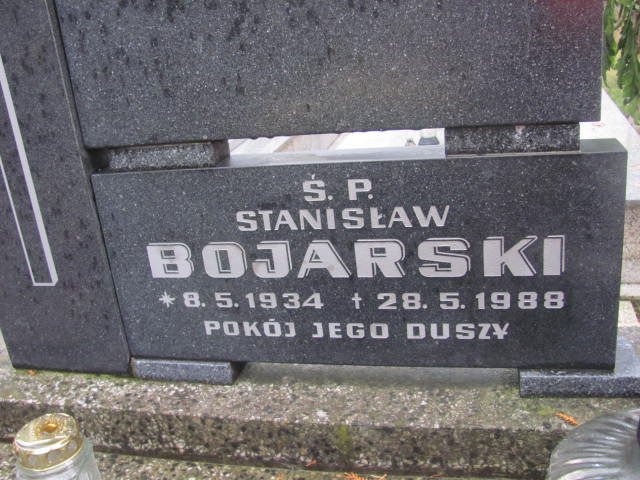 Ś. P.
STANISŁAW
BOJARSKI
* 8. 5. 1934 † 28. 5. 1988
POKÓJ JEGO DUSZY